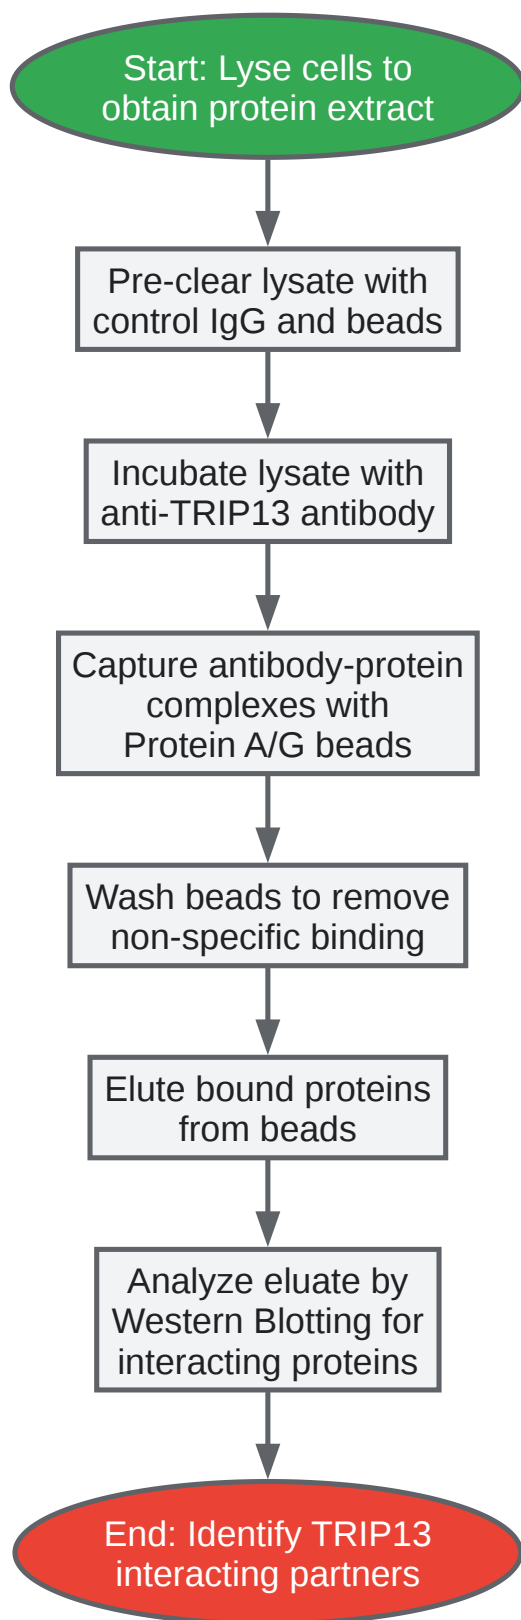 Start: Lyse cells to
obtain protein extract
Pre-clear lysate with
control IgG and beads
Incubate lysate with
anti-TRIP13 antibody
Capture antibody-protein
complexes with
Protein A/G beads
Wash beads to remove
non-specific binding
Elute bound proteins
from beads
Analyze eluate by
Western Blotting for
interacting proteins
End: Identify TRIP13
interacting partners